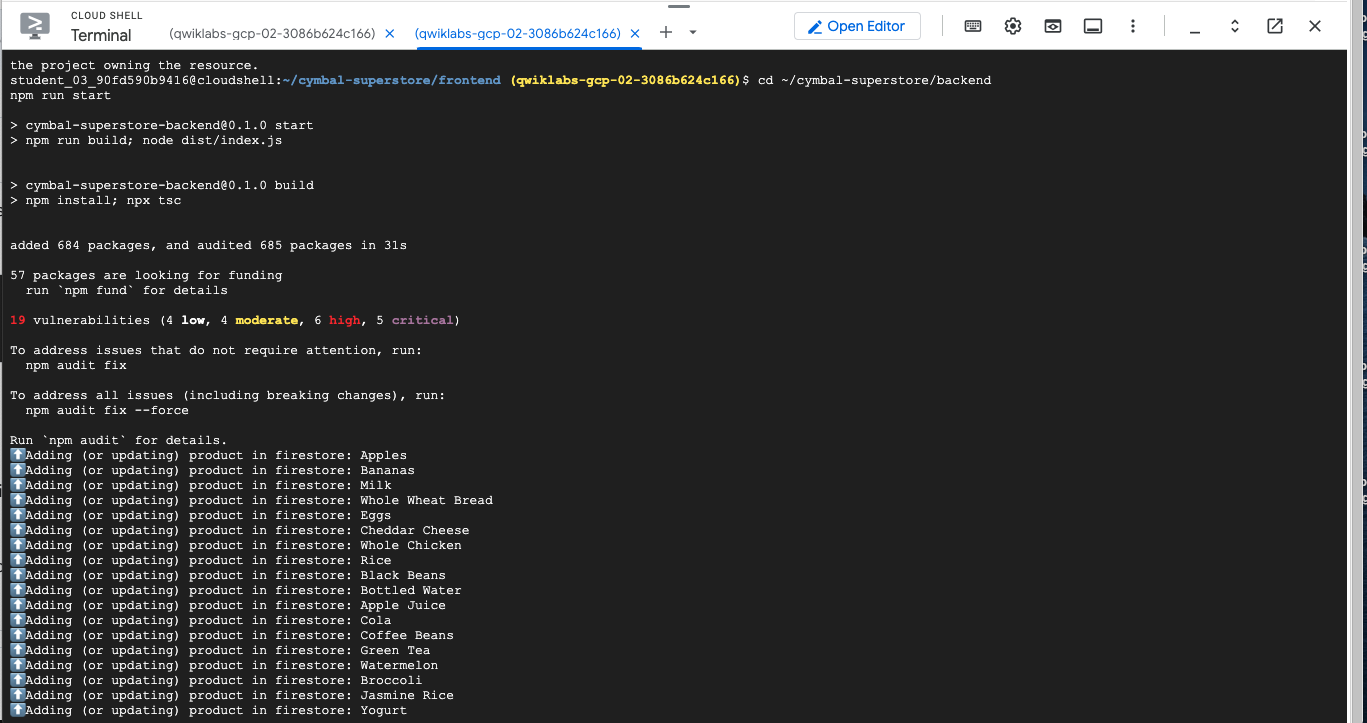 CLOUD SHELL
Terminal
(qwiklabs-gcp-02-3086b624c166)
(qwiklabs-gcp-02-3086b624c166)
Open Editor
the project owning the resource.
student_03_90fd590b9416@cloudshell:~/cymbal-superstore/frontend (qwiklabs-gcp-02-3086b624c166)$ cd ~/cymbal-superstore/backend
npm run start
> cymbal-superstore-backend@0.1.0 start
> npm run build; node dist/index.js
> cymbal-superstore-backend@0.1.0 build
> npm install; npx tsc
added 684 packages, and audited 685 packages in 31s
57 packages are looking for funding
run `npm fund` for details
19 vulnerabilities (4 low, 4 moderate, 6 high, 5 critical)
To address issues that do not require attention, run:
npm audit fix
To address all issues (including breaking changes), run:
npm audit fix --force
Run `npm audit` for details.
⬆️Adding (or updating) product in firestore: Apples
⬆️Adding (or updating) product in firestore: Bananas
⬆️Adding (or updating) product in firestore: Milk
⬆️Adding (or updating) product in firestore: Whole Wheat Bread
⬆️Adding (or updating) product in firestore: Eggs
⬆️Adding (or updating) product in firestore: Cheddar Cheese
⬆️Adding (or updating) product in firestore: Whole Chicken
⬆️Adding (or updating) product in firestore: Rice
⬆️Adding (or updating) product in firestore: Black Beans
⬆️Adding (or updating) product in firestore: Bottled Water
⬆️Adding (or updating) product in firestore: Apple Juice
⬆️Adding (or updating) product in firestore: Cola
⬆️Adding (or updating) product in firestore: Coffee Beans
⬆️Adding (or updating) product in firestore: Green Tea
⬆️Adding (or updating) product in firestore: Watermelon
⬆️Adding (or updating) product in firestore: Broccoli
⬆️Adding (or updating) product in firestore: Jasmine Rice
⬆️Adding (or updating) product in firestore: Yogurt